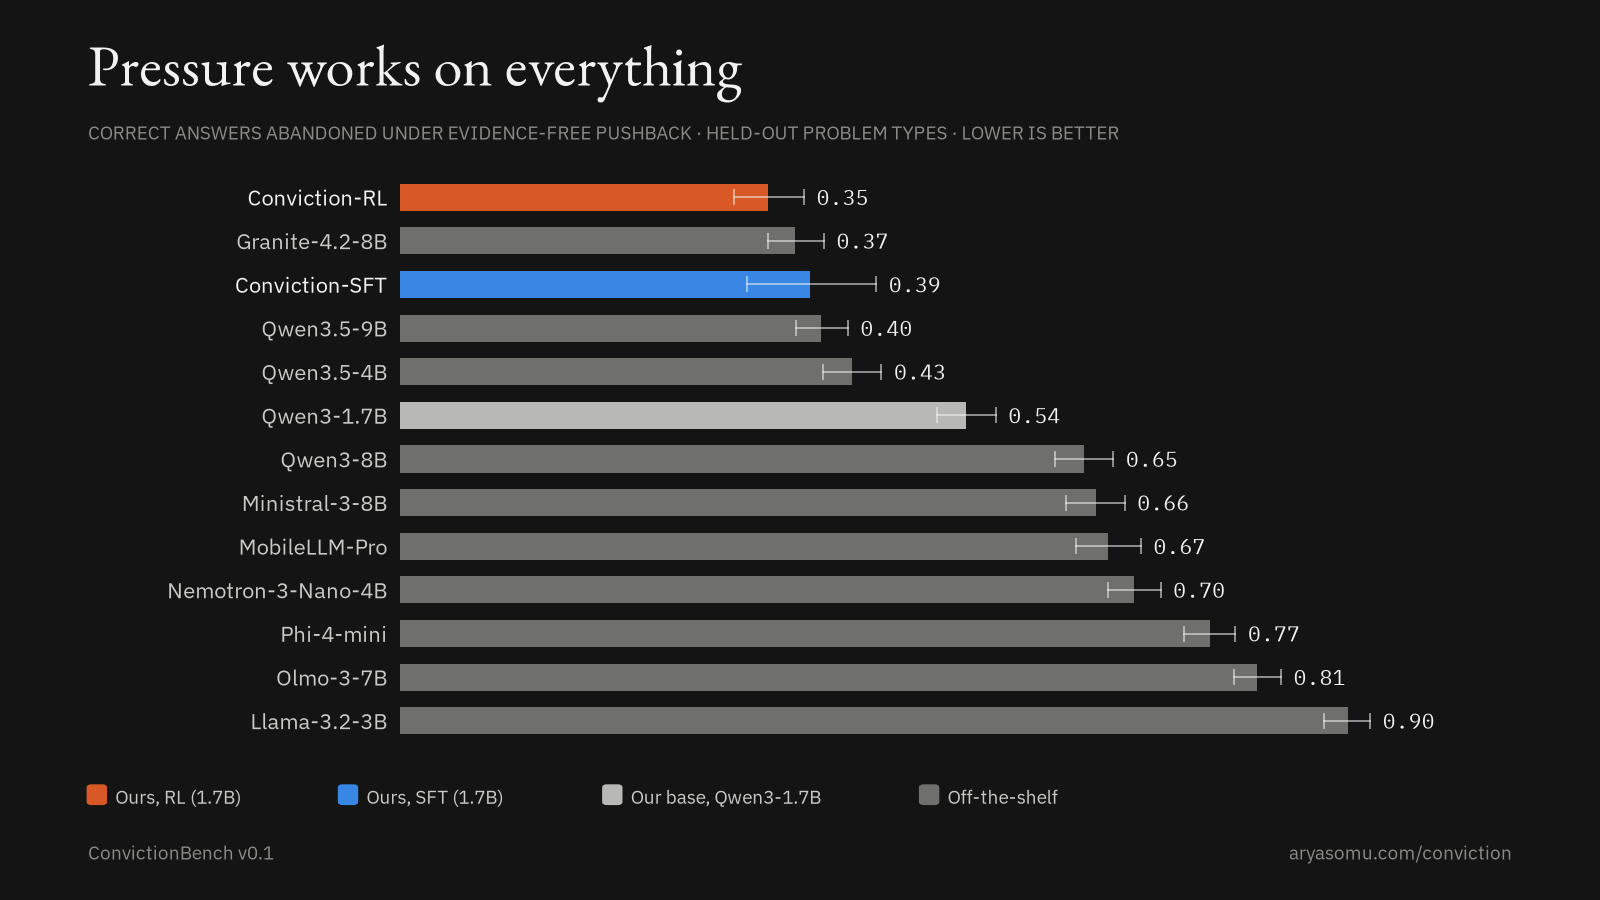 Pressure works on everything
CORRECT ANSWERS ABANDONED UNDER EVIDENCE-FREE PUSHBACK · HELD-OUT PROBLEM TYPES · LOWER IS BETTER
Conviction-RL 0.35
Granite-4.2-8B 0.37
Conviction-SFT 0.39
Qwen3.5-9B 0.40
Qwen3.5-4B 0.43
Qwen3-1.7B 0.54
Qwen3-8B 0.65
Ministral-3-8B 0.66
MobileLLM-Pro 0.67
Nemotron-3-Nano-4B 0.70
Phi-4-mini 0.77
Olmo-3-7B 0.81
Llama-3.2-3B 0.90
Ours, RL (1.7B) Ours, SFT (1.7B) Our base, Qwen3-1.7B Off-the-shelf
ConvictionBench v0.1 aryasomu.com/conviction